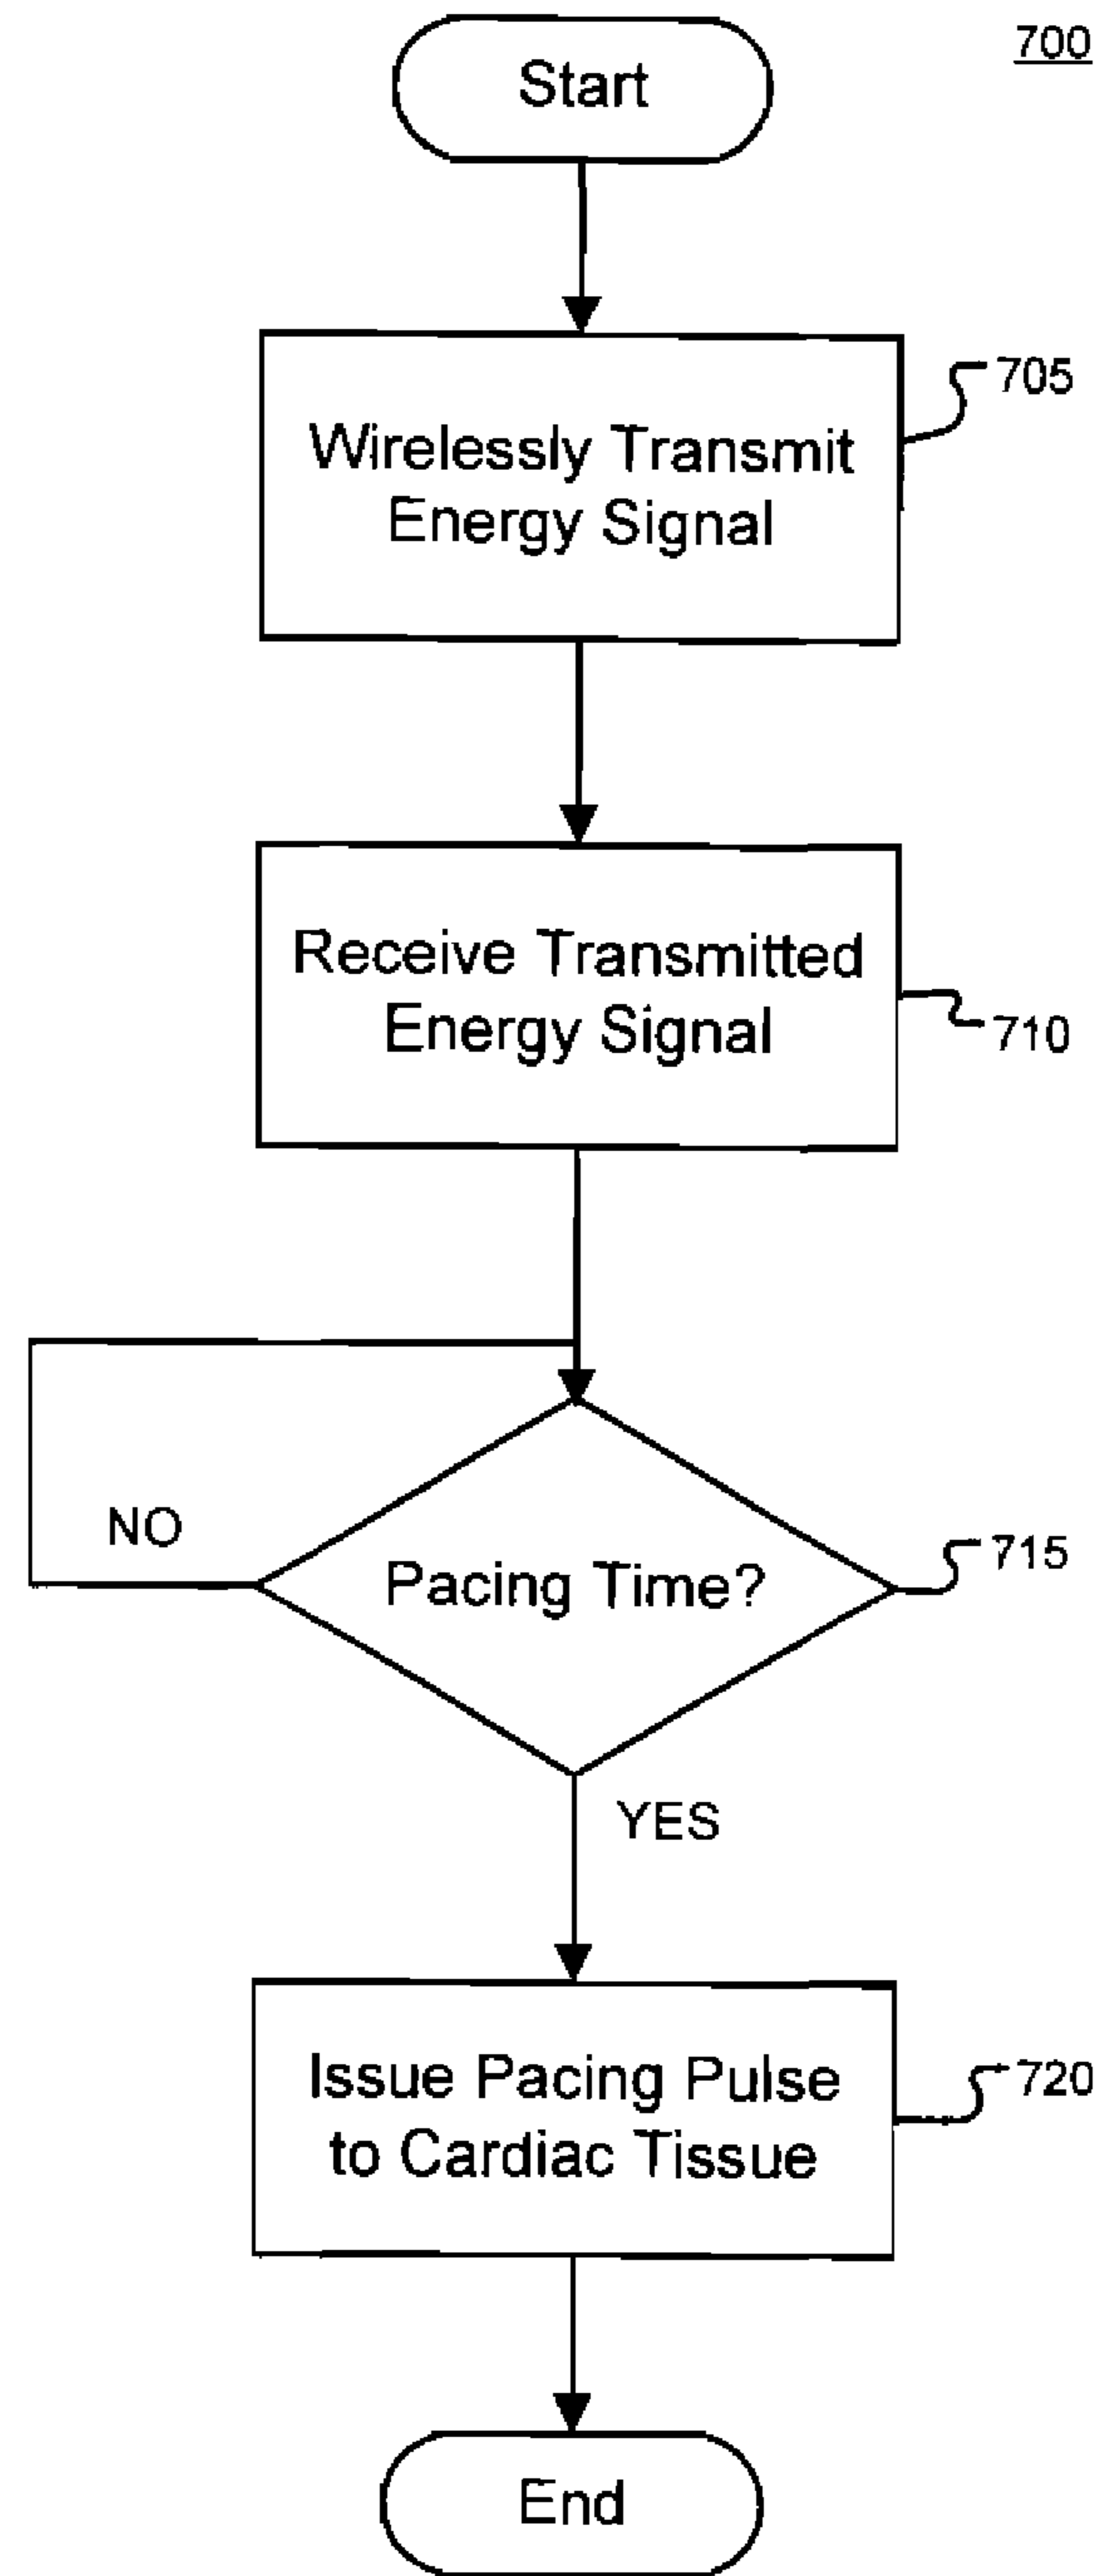 700
Start
Wirelessly Transmit
Energy Signal
705
Receive Transmitted
Energy Signal
710
NO
Pacing Time?
715
YES
Issue Pacing Pulse
to Cardiac Tissue
720
End